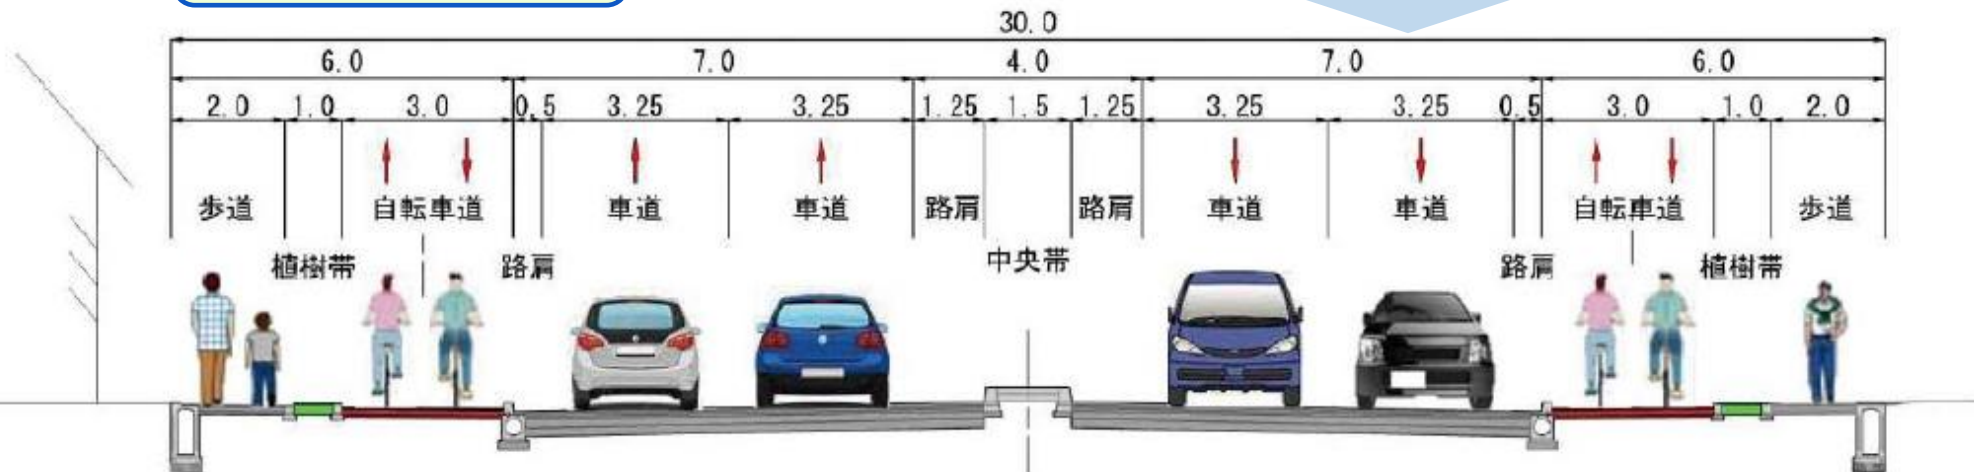 30.0
6.0 7.0 4.0 7.0 6.0
2.0 1.0 3.0 0.5 3.25 3.25 1.25 1.5 1.25 3.25 3.25 0.5 3.0 1.0 2.0
歩道 自転車道 車道 車道 路肩 路肩 車道 車道 自転車道 歩道
植樹帯 路肩 中央帯 路肩 植樹帯